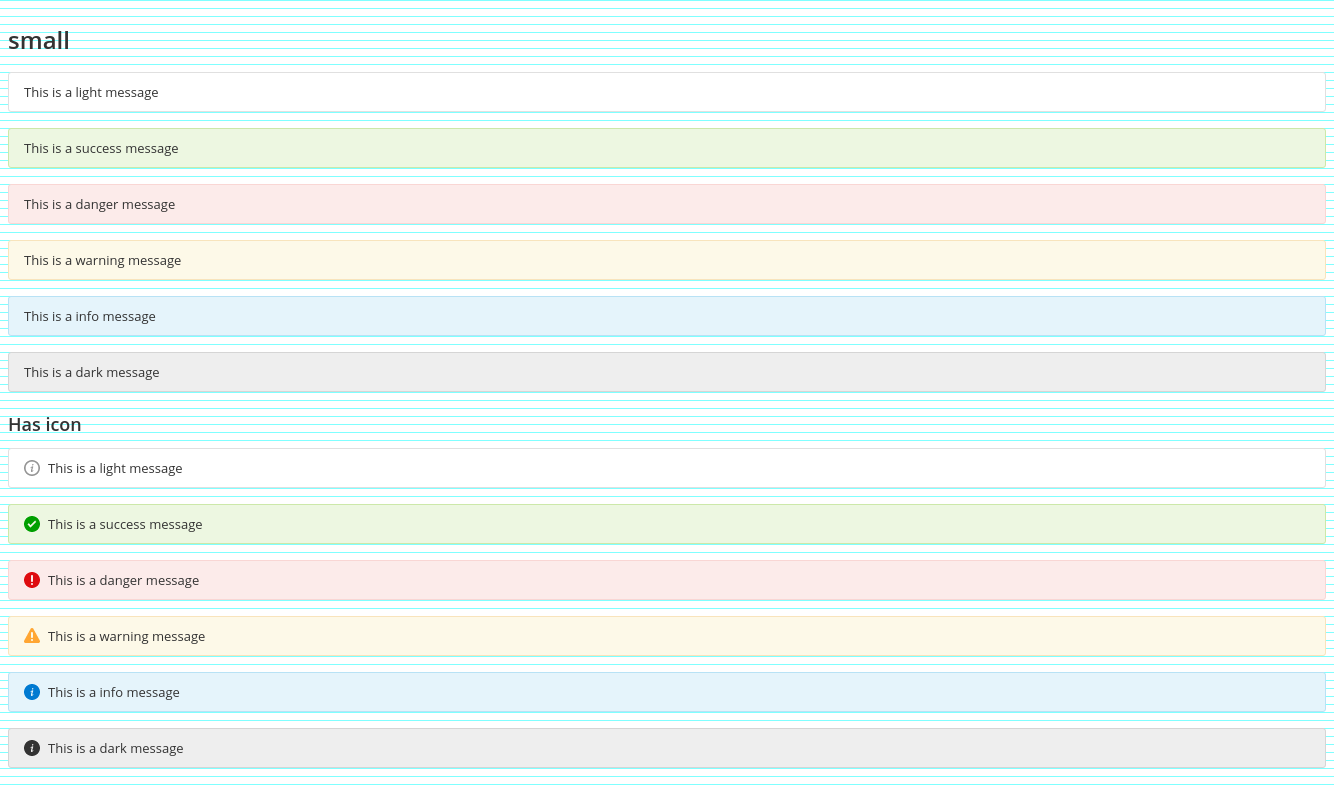 small
This is a light message
This is a success message
This is a danger message
This is a warning message
This is a info message
This is a dark message
Has icon
This is a light message
This is a success message
This is a danger message
This is a warning message
This is a info message
This is a dark message